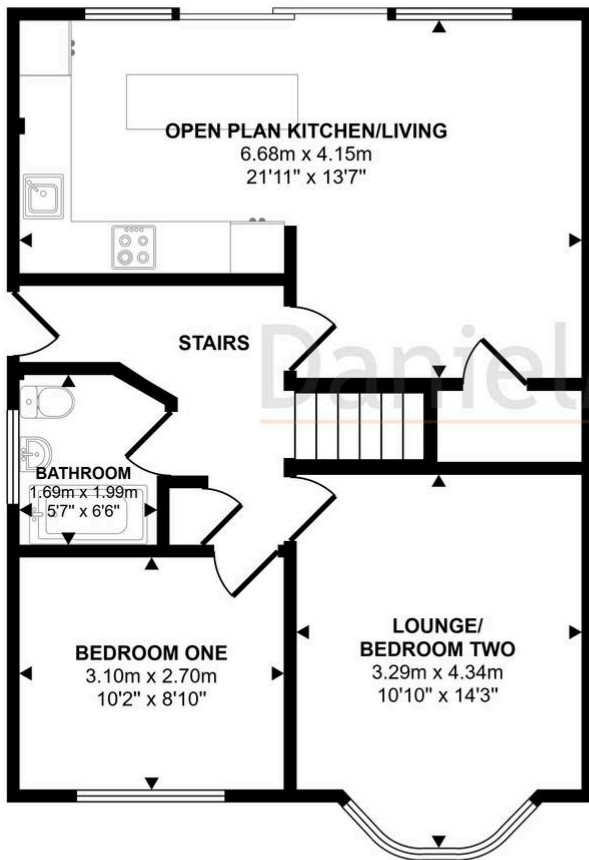 OPEN PLAN KITCHEN/LIVING
6.68m x 4.15m
21'11" x 13'7"
STAIRS
Daniel
BATHROOM
1.69m x 1.99m
5'7" x 6'6"
BEDROOM ONE
3.10m x 2.70m
10'2" x 8'10"
LOUNGE/
BEDROOM TWO
3.29m x 4.34m
10'10" x 14'3"